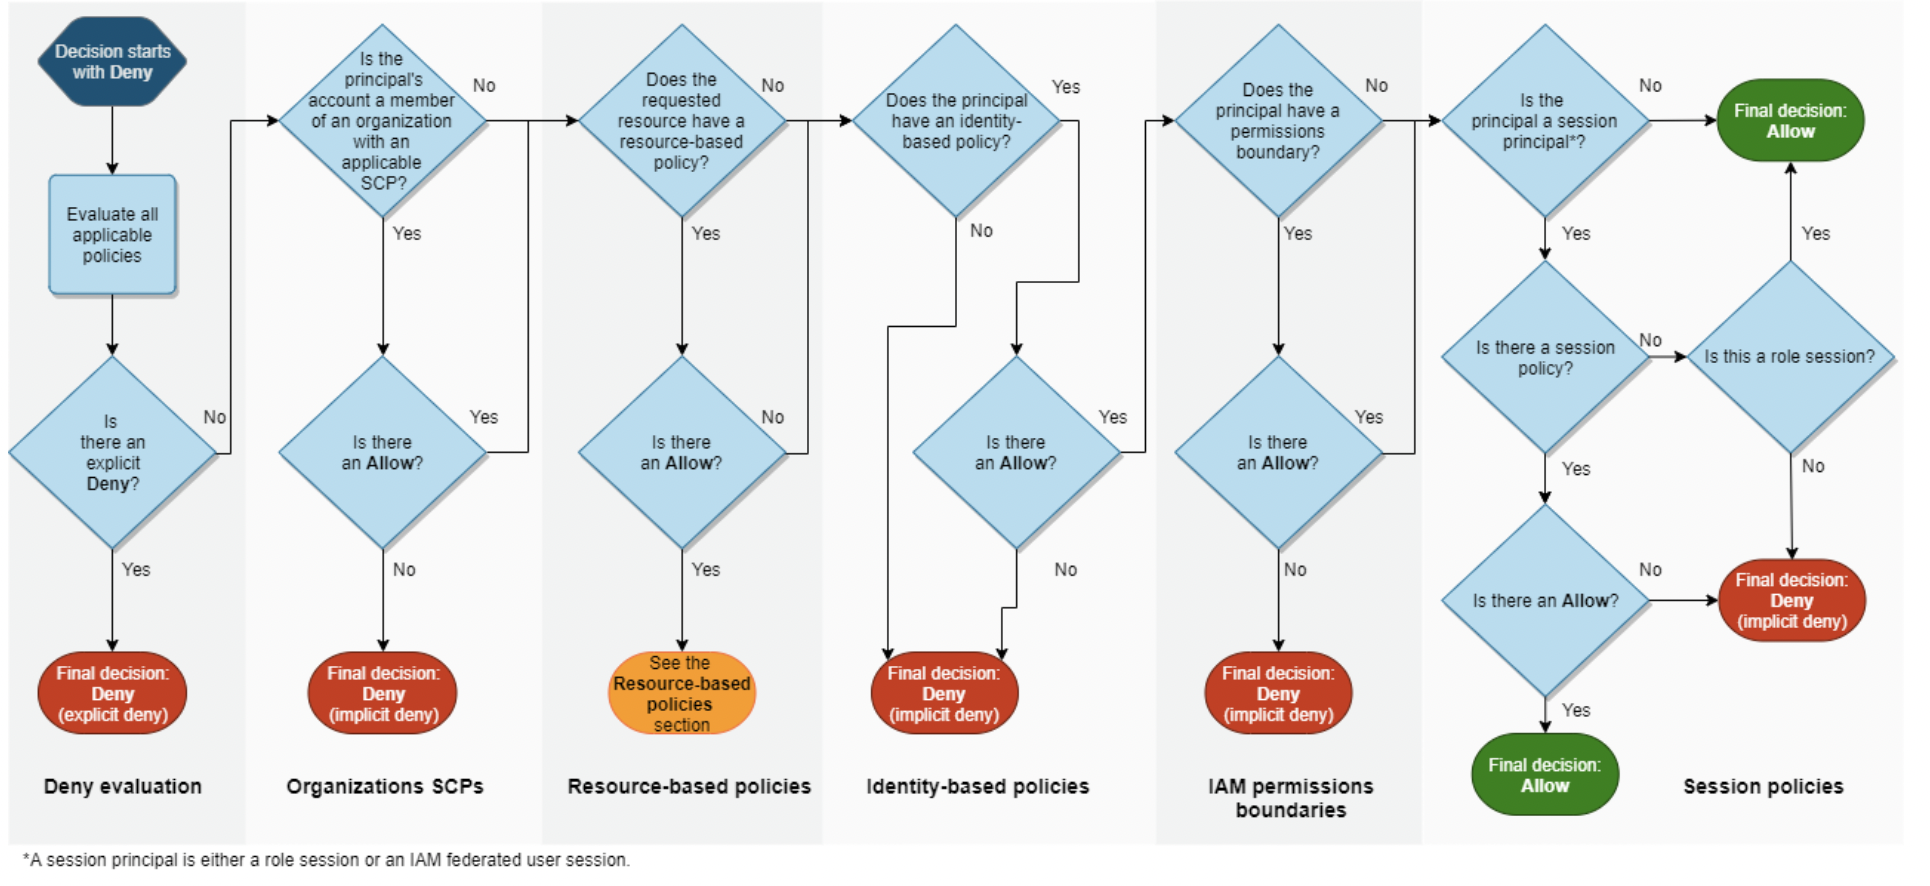 Decision starts
with Deny
Evaluate all
applicable
policies
Is
there an
explicit
Deny?
No
Yes
Final decision:
Deny
(explicit deny)
Deny evaluation
Is the
principal's
account a member
of an organization
with an
applicable
SCP?
No
Yes
Is there
an Allow?
Yes
No
Final decision:
Deny
(implicit deny)
Organizations SCPs
Does the
requested
resource have a
resource-based
policy?
No
Yes
Is there
an Allow?
No
Yes
See the
Resource-based
policies
section
Resource-based policies
Does the principal
have an identity-
based policy?
Yes
No
Is there
an Allow?
Yes
No
Final decision:
Deny
(implicit deny)
Identity-based policies
Does the
principal have a
permissions
boundary?
No
Yes
Is there
an Allow?
Yes
No
Final decision:
Deny
(implicit deny)
IAM permissions
boundaries
Is the
principal a session
principal*?
No
Final decision:
Allow
Yes
Yes
Is there a session
policy?
No
Is this a role session?
Yes
No
Is there an Allow?
No
Final decision:
Deny
(implicit deny)
Yes
Final decision:
Allow
Session policies
*A session principal is either a role session or an IAM federated user session.